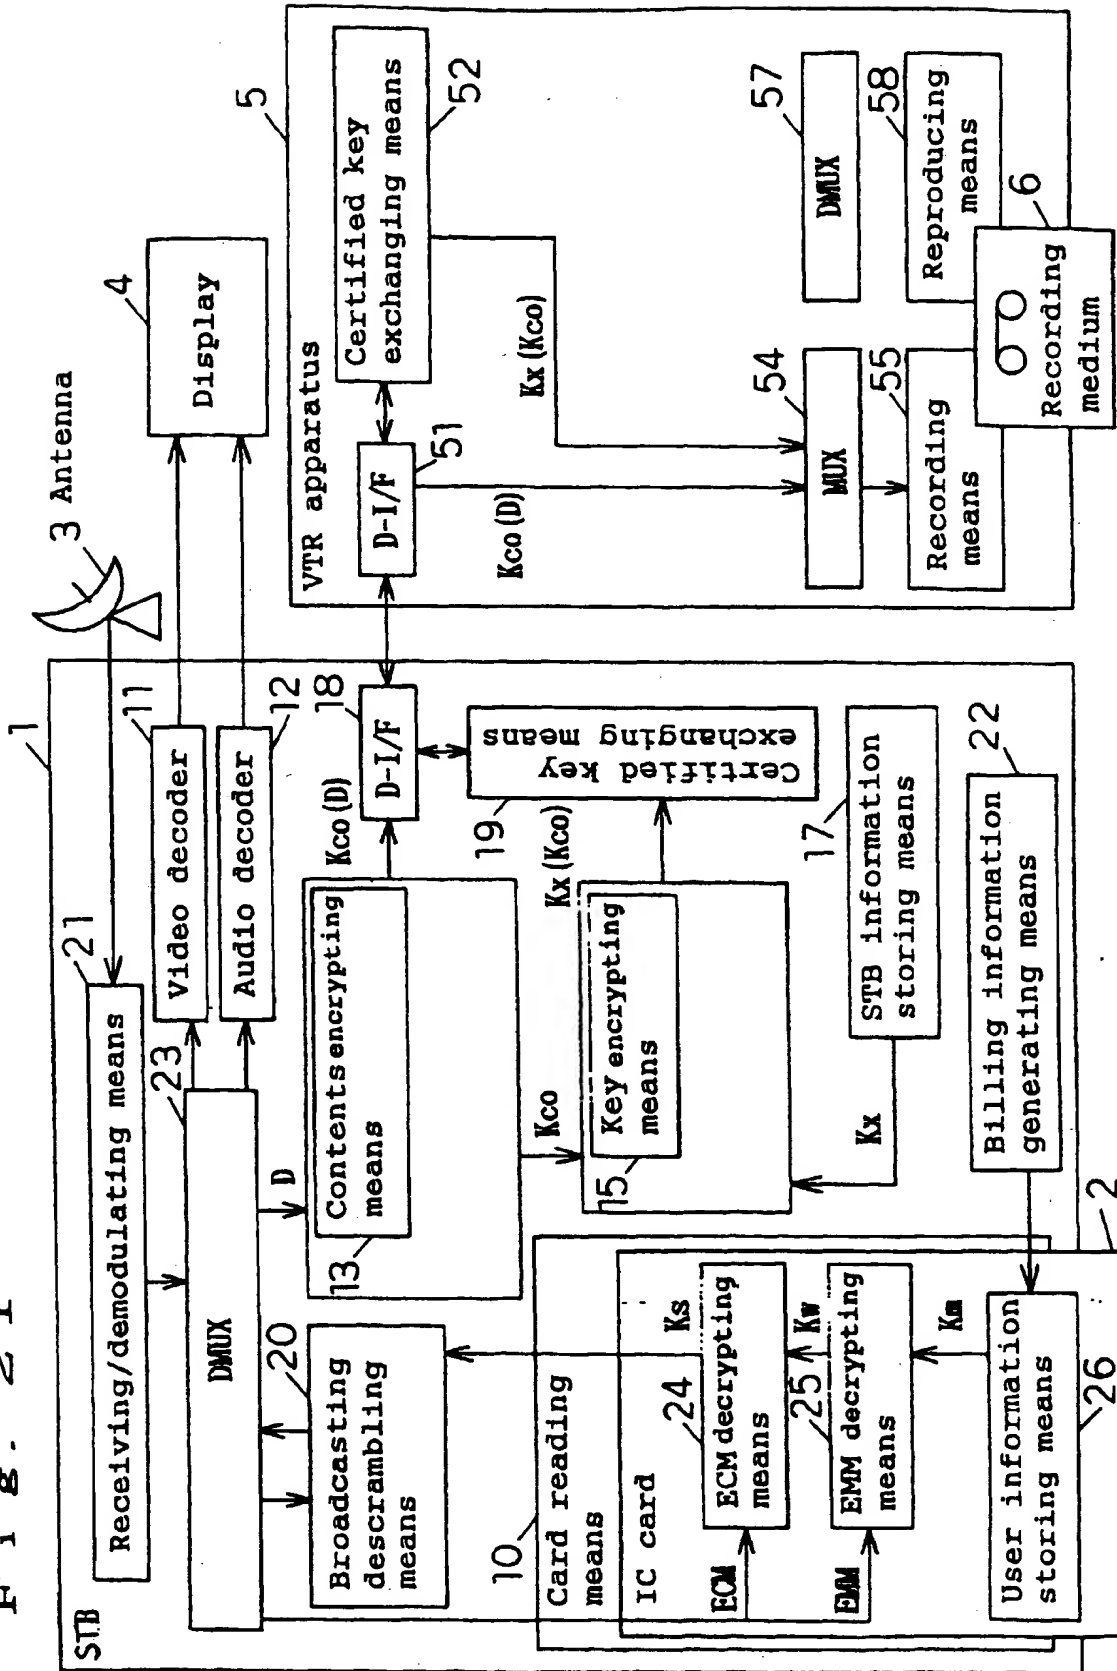 Fig. 21
STB
1
3 Antenna
4
Display
21
Receiving/demodulating means
11
Video decoder
12
Audio decoder
23
DMUX
20
Broadcasting
descrambling
means
D
13
Contents encrypting
means
Kco(D)
18
D-I/F
19
Certified key
exchanging means
Kco
Kx(Kco)
15
Key encrypting
means
17
STB information
storing means
Kx
22
Billing information
generating means
10
Card reading
means
2
IC card
Ks
24
ECM decrypting
means
ECM
Kw
25
EMM decrypting
means
EMM
Km
User information
storing means
26
5
VTR apparatus
Certified key
exchanging means
52
D-I/F
51
Kx(Kco)
Kco(D)
54
MUX
55
Recording
means
57
DMUX
58
Reproducing
means
6
Recording
medium